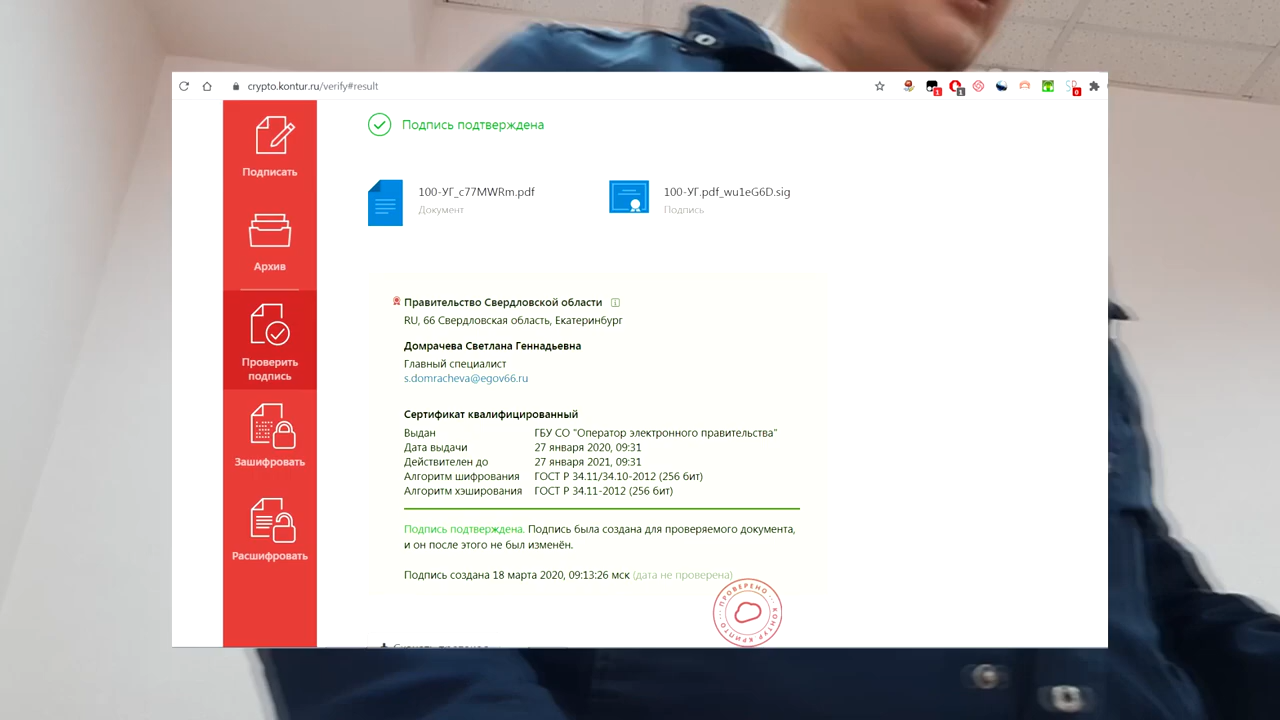 crypto.kontur.ru/verify#result
1
1
0
Подпись подтверждена
Подписать
100-УГ_c77MWRm.pdf
Документ
100-УГ.pdf_wu1eG6D.sig
Подпись
Архив
Проверить
подпись
Зашифровать
Расшифровать
Правительство Свердловской области
RU, 66 Свердловская область, Екатеринбург
Домрачева Светлана Геннадьевна
Главный специалист
s.domracheva@egov66.ru
Сертификат квалифицированный
Выдан ГБУ СО "Оператор электронного правительства"
Дата выдачи 27 января 2020, 09:31
Действителен до 27 января 2021, 09:31
Алгоритм шифрования ГОСТ Р 34.11/34.10-2012 (256 бит)
Алгоритм хэширования ГОСТ Р 34.11-2012 (256 бит)
Подпись подтверждена. Подпись была создана для проверяемого документа,
и он после этого не был изменён.
Подпись создана 18 марта 2020, 09:13:26 мск (дата не проверена)
ПРОВЕРЕНО
КОНТУР КРИПТО